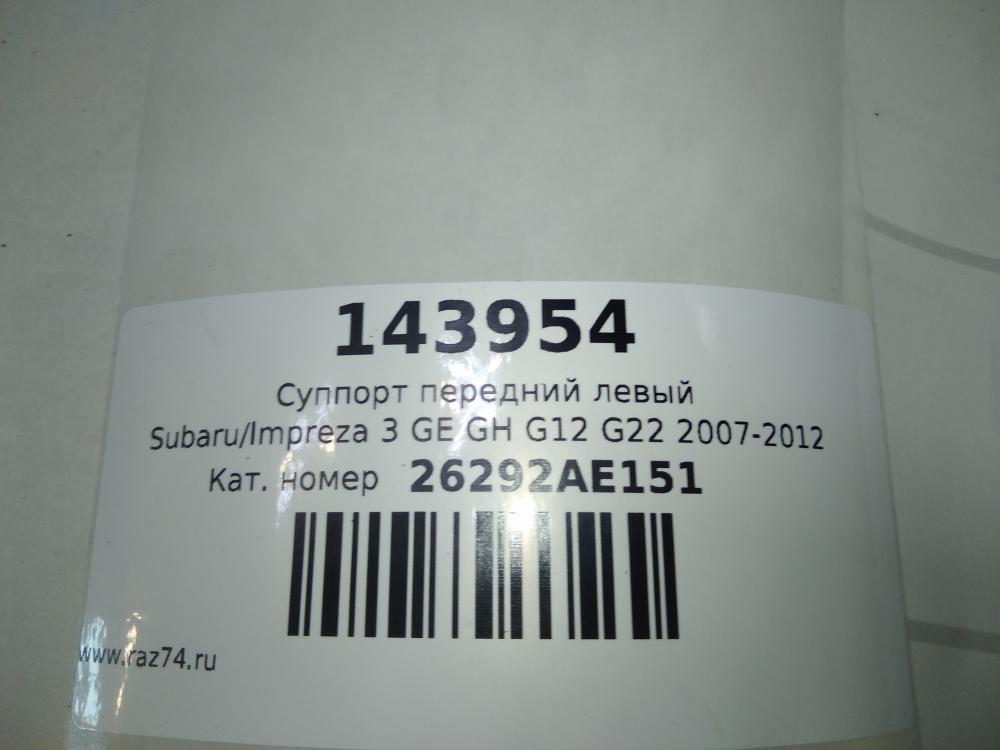 143954
Суппорт передний левый
Subaru/Impreza 3 GE GH G12 G22 2007-2012
Кат. номер 26292AE151
www.raz74.ru